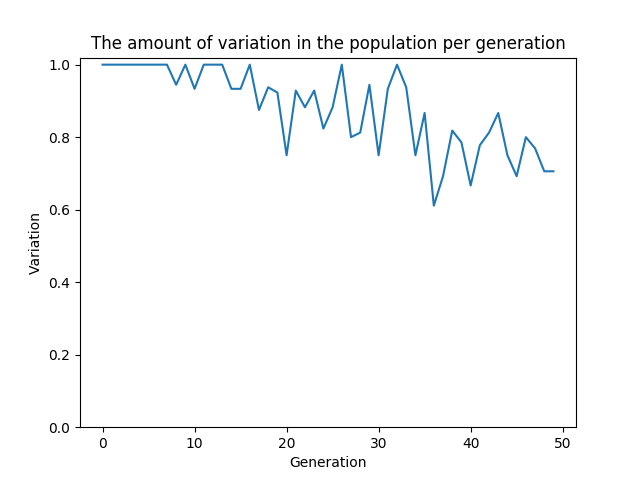 The amount of variation in the population per generation
1.0
0.8
0.6
0.4
0.2
0.0
Variation
0 10 20 30 40 50
Generation